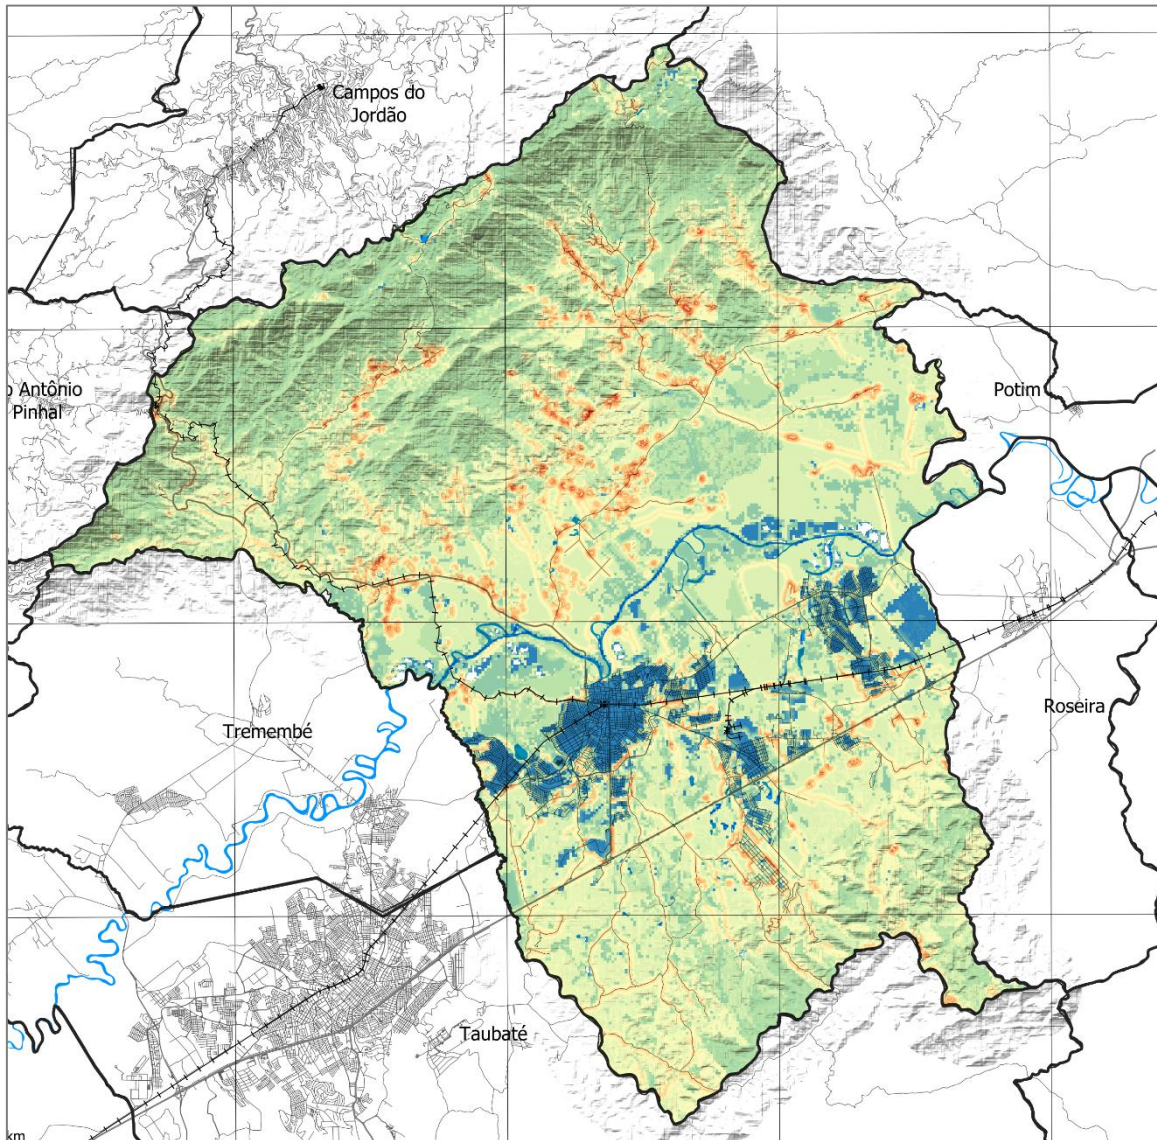 Campos do
Jordão
o Antônio
Pinhal
Potim
Tremembé
Roseira
Taubaté
km